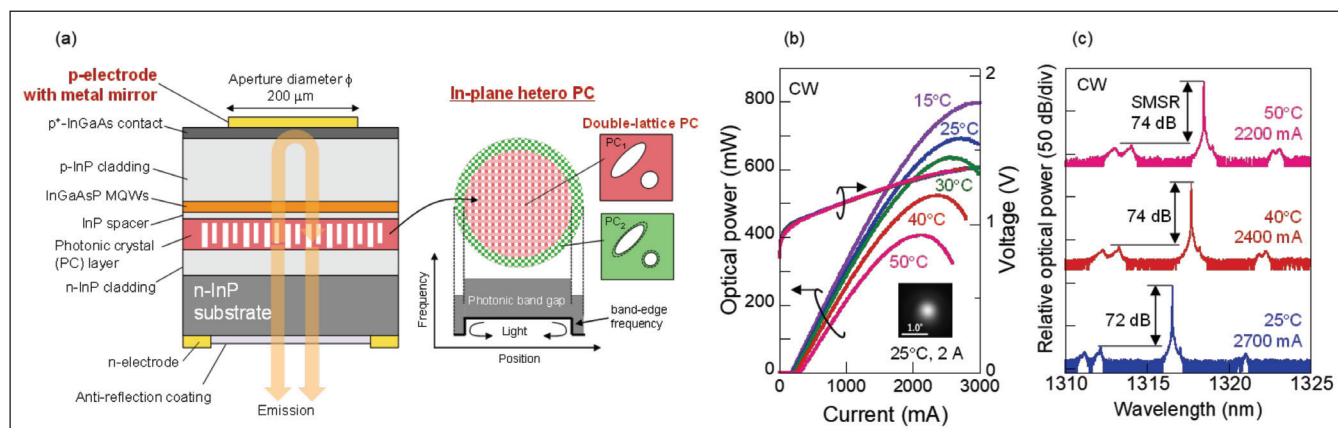 (a)
p-electrode
with metal mirror
Aperture diameter ϕ
200 μm
p⁺-InGaAs contact
p-InP cladding
InGaAsP MQWs
InP spacer
Photonic crystal
(PC) layer
n-InP cladding
n-InP
substrate
n-electrode
Anti-reflection coating
Emission
In-plane hetero PC
Double-lattice PC
PC₁
PC₂
Frequency
Photonic band gap
band-edge
frequency
Light
Position
(b)
CW
Optical power (mW)
800
600
400
200
0
15°C
25°C
30°C
40°C
50°C
1.0°
25°C, 2 A
2
1
0
Voltage (V)
0
1000
2000
3000
Current (mA)
(c)
CW
Relative optical power (50 dB/div)
SMSR
74 dB
50°C
2200 mA
74 dB
40°C
2400 mA
72 dB
25°C
2700 mA
1310
1315
1320
1325
Wavelength (nm)